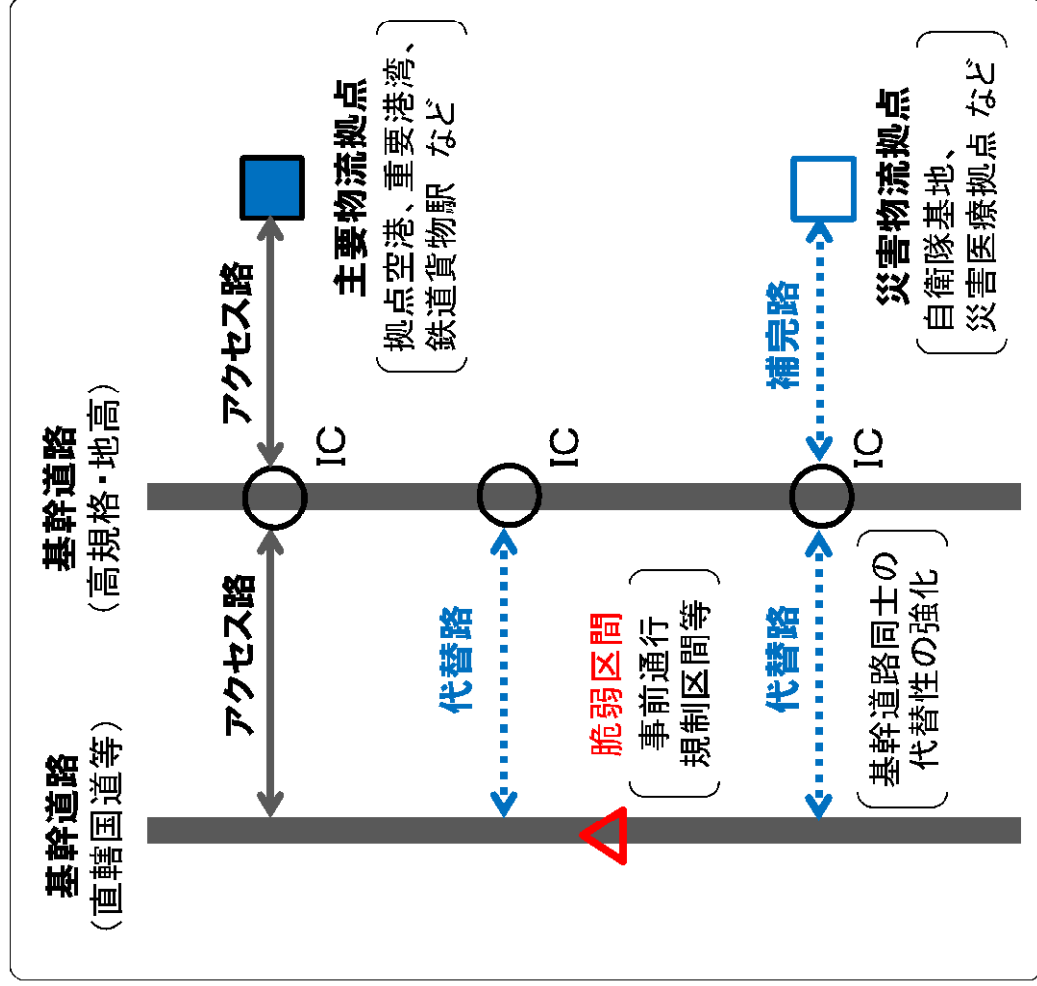 基幹道路
（直轄国道等）
基幹道路
（高規格・地高）
アクセス路
アクセス路
IC
主要物流拠点
拠点空港、重要港湾、
鉄道貨物駅 など
代替路
IC
脆弱区間
事前通行
規制区間等
代替路
基幹道路同士の
代替性の強化
IC
補完路
災害物流拠点
自衛隊基地、
災害医療拠点 など